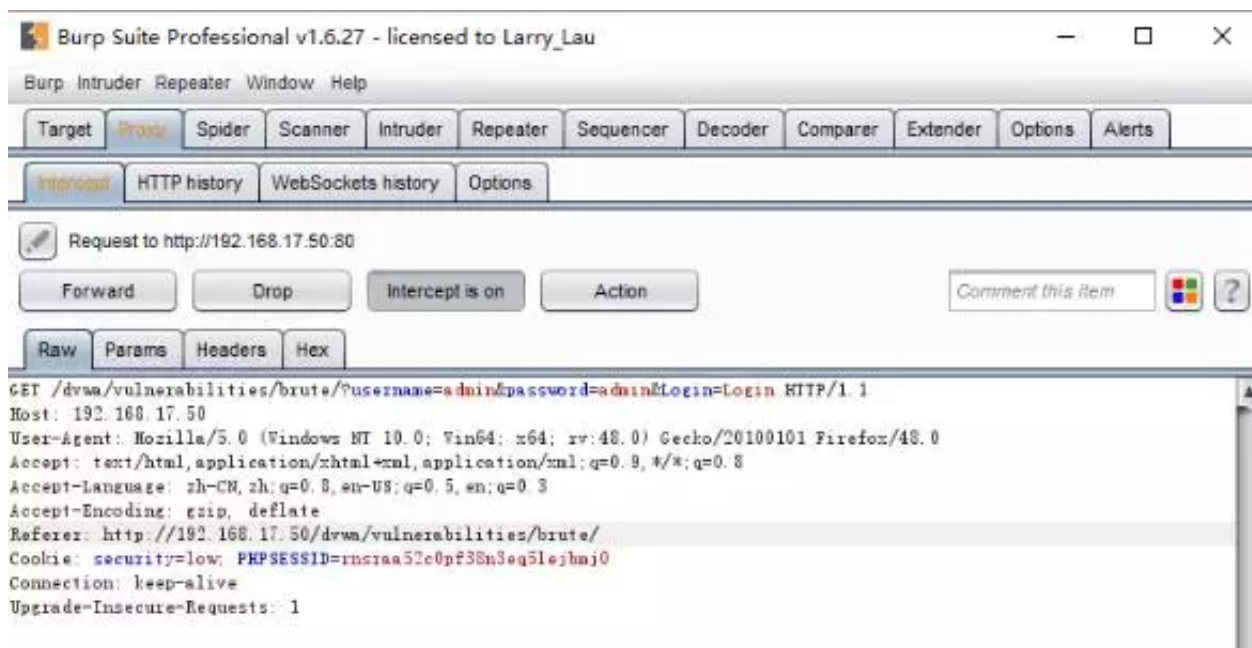 Burp Suite Professional v1.6.27 - licensed to Larry_Lau
Burp Intruder Repeater Window Help
Target Proxy Spider Scanner Intruder Repeater Sequencer Decoder Comparer Extender Options Alerts
Intercept HTTP history WebSockets history Options
Request to http://192.168.17.50:80
Forward Drop Intercept is on Action Comment this item ?
Raw Params Headers Hex
GET /dvwa/vulnerabilities/brute/?username=admin&password=admin&Login=Login HTTP/1.1
Host: 192.168.17.50
User-Agent: Mozilla/5.0 (Windows NT 10.0; Win64; x64; rv:48.0) Gecko/20100101 Firefox/48.0
Accept: text/html,application/xhtml+xml,application/xml;q=0.9,*/*;q=0.8
Accept-Language: zh-CN,zh;q=0.8,en-US;q=0.5,en;q=0.3
Accept-Encoding: gzip, deflate
Referer: http://192.168.17.50/dvwa/vulnerabilities/brute/
Cookie: security=low; PHPSESSID=rnsraa52c0pf38n3eq5lejbmj0
Connection: keep-alive
Upgrade-Insecure-Requests: 1